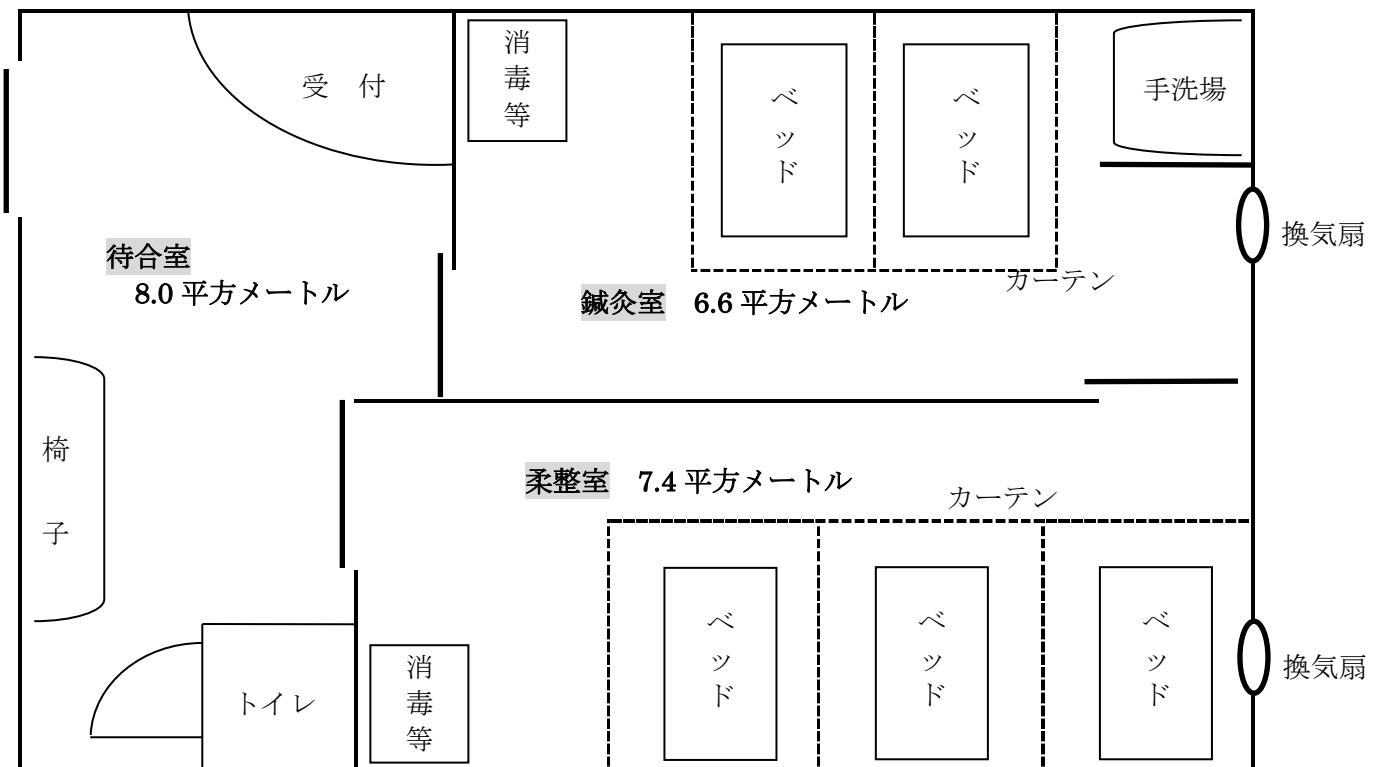 受　付
消毒等
ベッド
ベッド
手洗場
換気扇
待合室
8.0 平方メートル
カーテン
鍼灸室　6.6 平方メートル
椅子
柔整室　7.4 平方メートル
カーテン
トイレ
消毒等
ベッド
ベッド
ベッド
換気扇